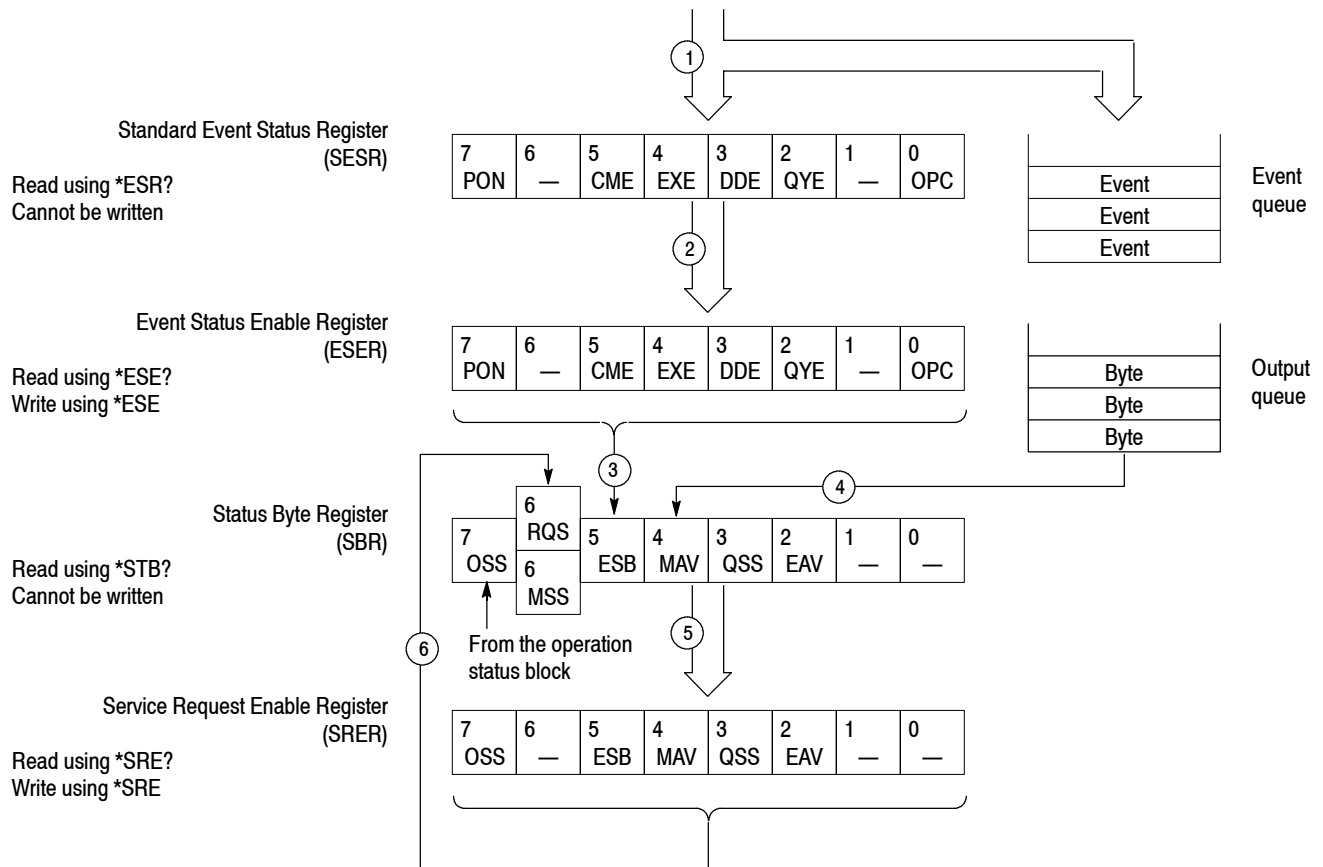 1
Standard Event Status Register
(SESR)
Read using *ESR?
Cannot be written
7 6 5 4 3 2 1 0
PON — CME EXE DDE QYE — OPC
Event
Event
Event
Event
queue
2
Event Status Enable Register
(ESER)
Read using *ESE?
Write using *ESE
7 6 5 4 3 2 1 0
PON — CME EXE DDE QYE — OPC
Byte
Byte
Byte
Output
queue
3
4
Status Byte Register
(SBR)
Read using *STB?
Cannot be written
6
RQS
7 5 4 3 2 1 0
OSS ESB MAV QSS EAV — —
6
MSS
From the operation
status block
5
6
Service Request Enable Register
(SRER)
Read using *SRE?
Write using *SRE
7 6 5 4 3 2 1 0
OSS — ESB MAV QSS EAV — —